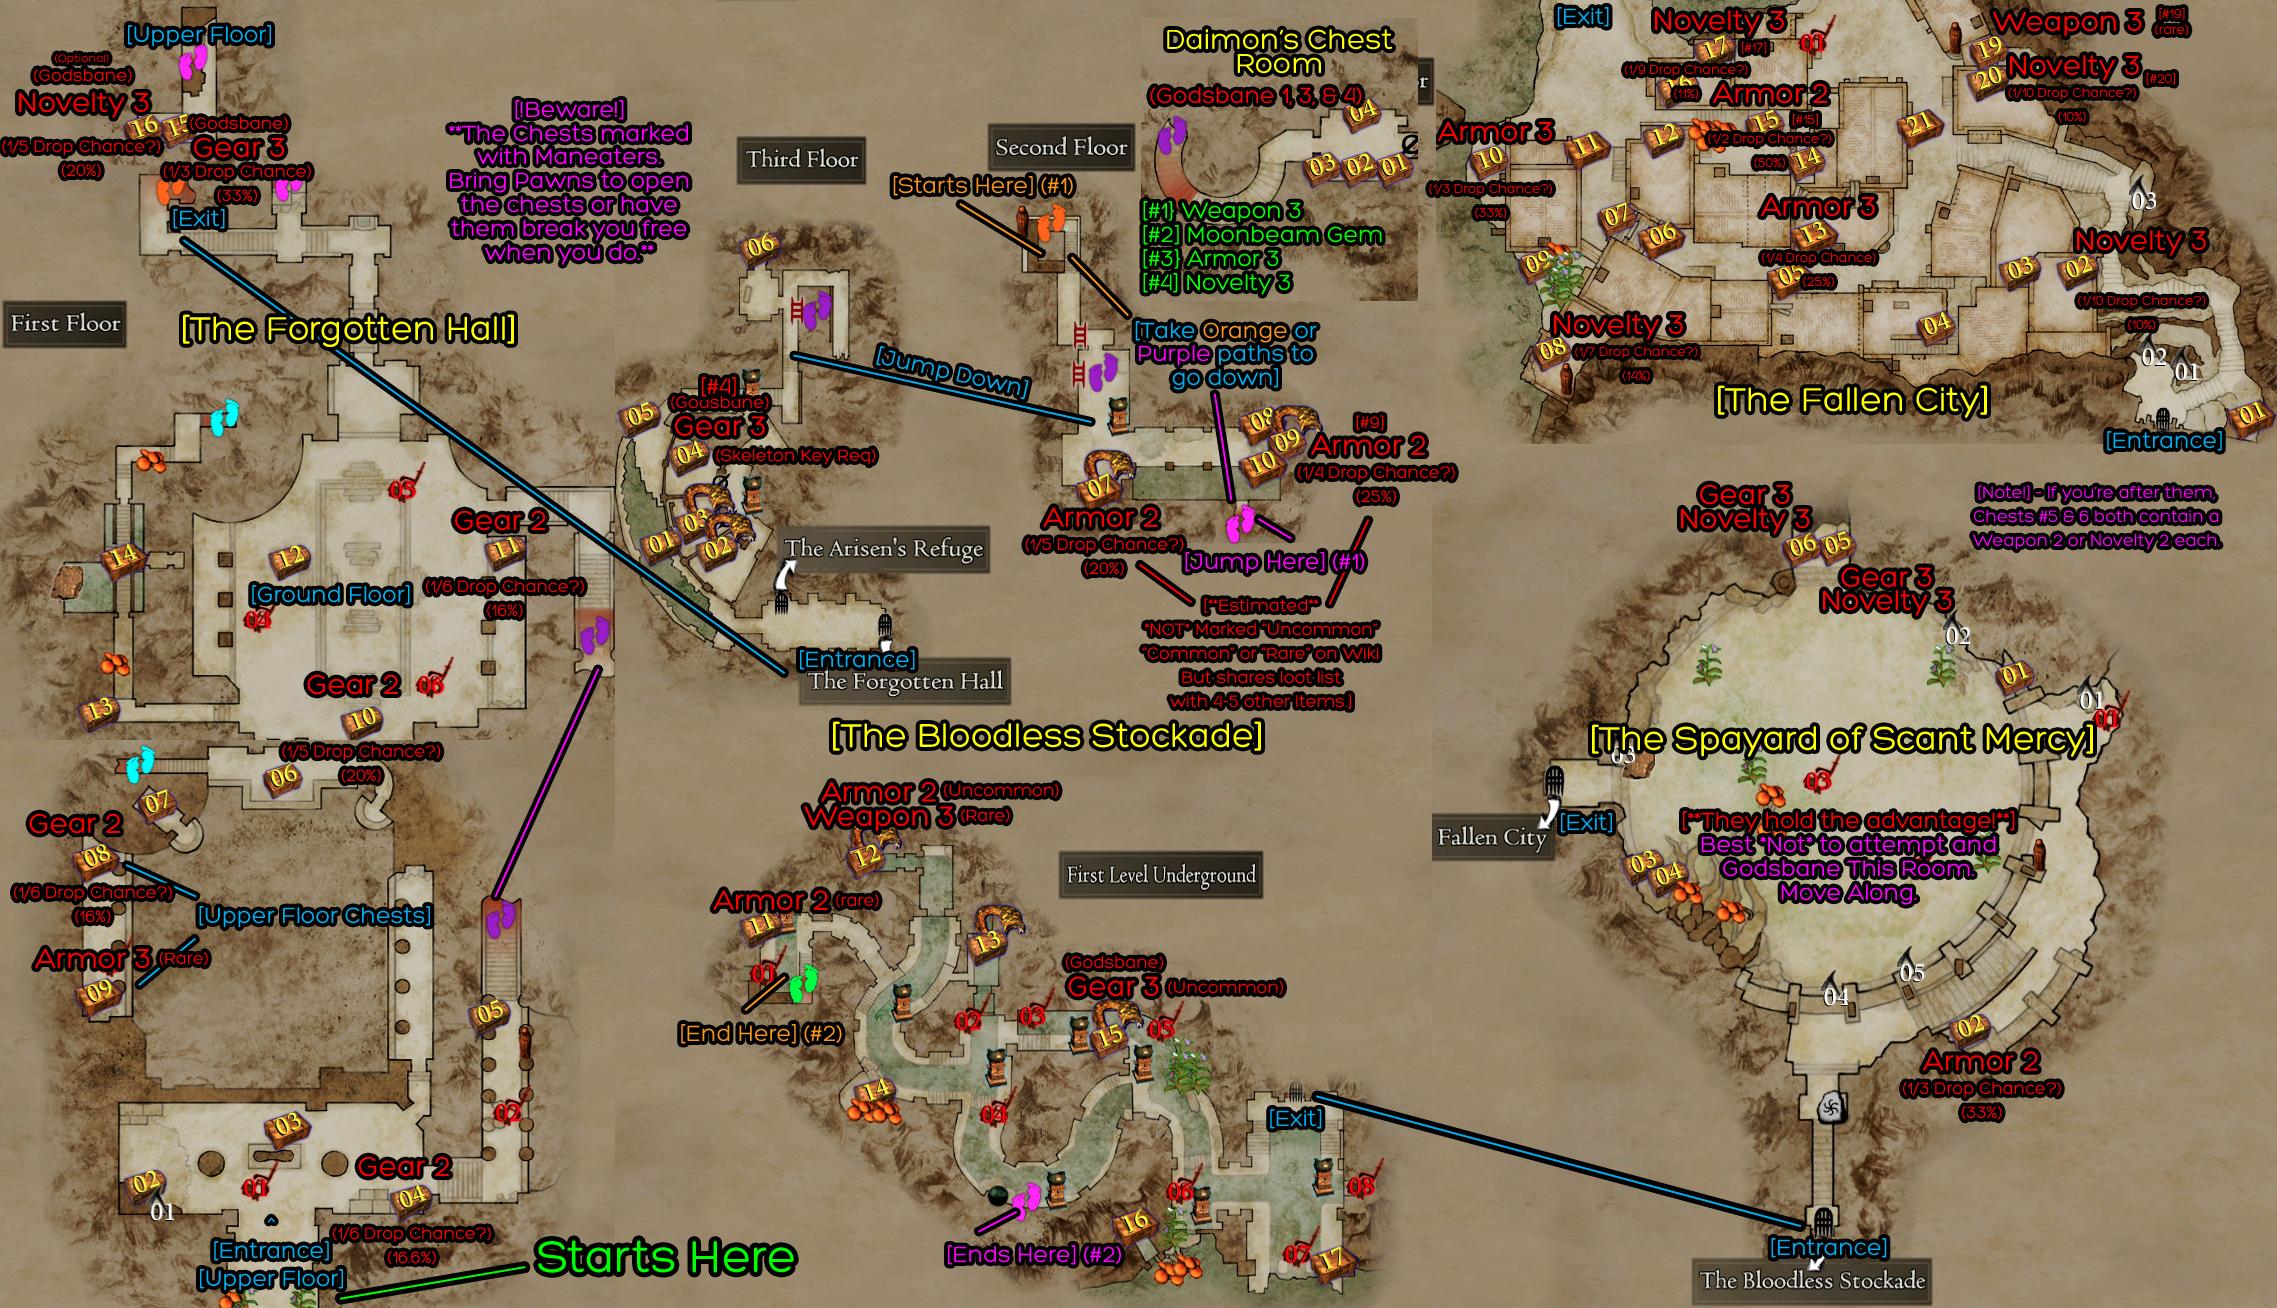 [Upper Floor]
(Optional)
(Godsbane)
Novelty 3
16
(1/5 Drop Chance?)
(20%)
15
(Godsbane)
Gear 3
(1/3 Drop Chance)
(33%)
[Exit]
First Floor
[The Forgotten Hall]
[!Beware!]
**The Chests marked
with Maneaters.
Bring Pawns to open
the chests or have
them break you free
when you do.**
05
14
12
Gear 2
11
(1/6 Drop Chance?)
(16%)
[Ground Floor]
04
Gear 2
06
13
10
(1/5 Drop Chance?)
(20%)
06
07
Gear 2
08
(1/6 Drop Chance?)
(16%)
[Upper Floor Chests]
Armor 3 (Rare)
09
05
02
03
02
01
01
Gear 2
04
(1/6 Drop Chance?)
(16.6%)
[Entrance]
[Upper Floor]
Starts Here
Third Floor
06
[Jump Down]
05
[#4]
(Godsbane)
Gear 3
04
(Skeleton Key Req)
03
01
02
The Arisen's Refuge
[Entrance]
The Forgotten Hall
[The Bloodless Stockade]
Second Floor
[Starts Here] (#1)
[Take Orange or
Purple paths to
go down]
08
09
10
[#9]
Armor 2
(1/4 Drop Chance?)
(25%)
07
Armor 2
(1/5 Drop Chance?)
(20%)
[Jump Here] (#1)
[**Estimated**
*NOT* Marked "Uncommon"
"Common" or "Rare" on Wiki
But shares loot list
with 4-5 other items.]
Daimon's Chest
Room
(Godsbane 1, 3, & 4)
04
03
02
01
[#1] Weapon 3
[#2] Moonbeam Gem
[#3] Armor 3
[#4] Novelty 3
Armor 2 (Uncommon)
Weapon 3 (Rare)
12
First Level Underground
Armor 2 (rare)
11
01
[End Here] (#2)
13
(Godsbane)
Gear 3 (Uncommon)
02
03
15
05
14
04
[Exit]
06
08
16
[Ends Here] (#2)
07
17
[Exit]
Novelty 3
17
[#17]
01
(1/9 Drop Chance?)
16
(11%)
Weapon 3
[#19]
(rare)
19
20
Novelty 3
[#20]
(1/10 Drop Chance?)
(10%)
Armor 2
15
[#15]
(1/2 Drop Chance?)
(50%)
14
Armor 3
10
(1/3 Drop Chance?)
(33%)
11
12
21
03
07
06
Armor 3
13
(1/4 Drop Chance?)
05
(25%)
09
03
Novelty 3
02
(1/10 Drop Chance?)
(10%)
Novelty 3
08
(1/7 Drop Chance?)
(14%)
04
02
01
01
[The Fallen City]
[Entrance]
Gear 3
Novelty 3
06
05
[Note!] - If you're after them,
Chests #5 & 6 both contain a
Weapon 2 or Novelty 2 each.
Gear 3
Novelty 3
02
01
01
01
[The Spayard of Scant Mercy]
03
03
Fallen City
[Exit]
[**They hold the advantage!**]
Best *Not* to attempt and
Godsbane This Room.
Move Along.
03
04
05
04
02
Armor 2
(1/3 Drop Chance?)
(33%)
[Entrance]
The Bloodless Stockade